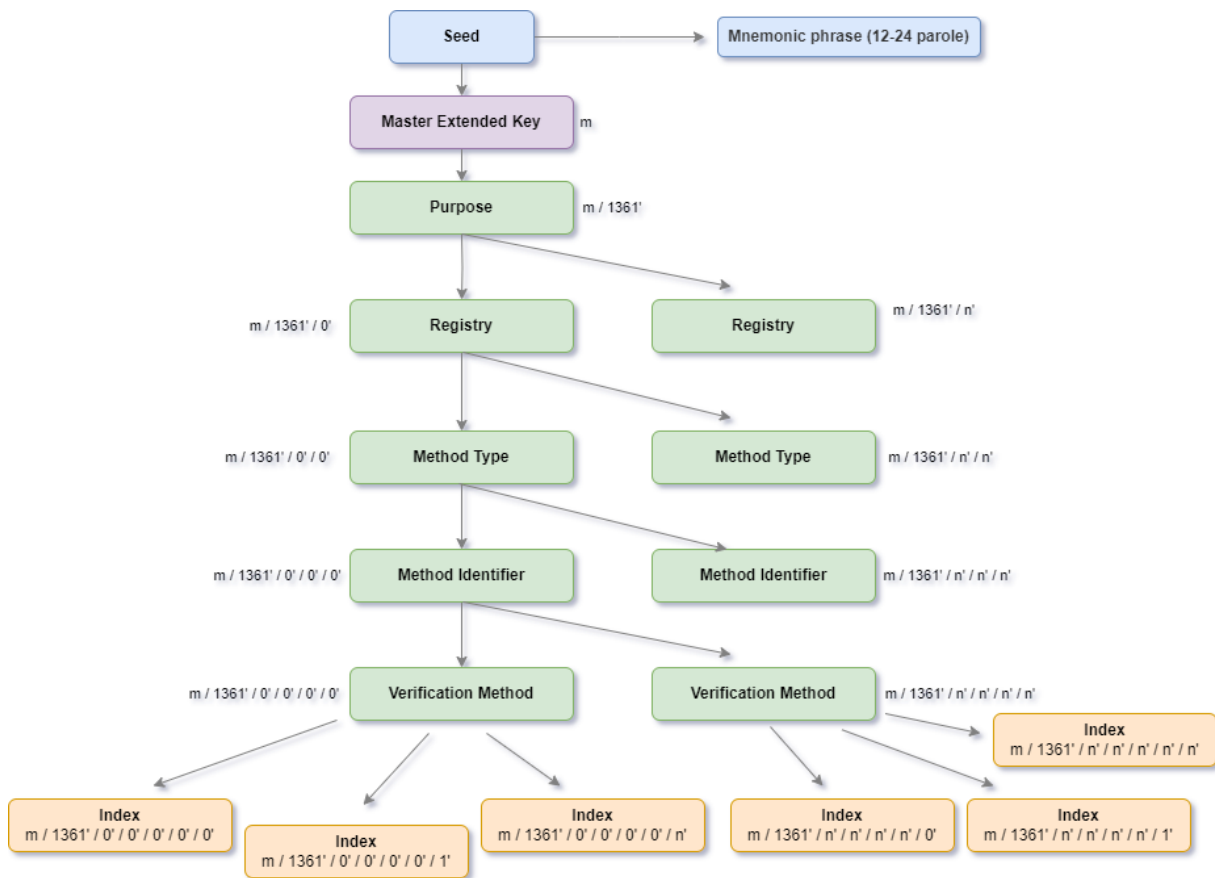 Seed
Mnemonic phrase (12-24 parole)
Master Extended Key
m
Purpose
m / 1361'
m / 1361' / 0'
Registry
Registry
m / 1361' / n'
m / 1361' / 0' / 0'
Method Type
Method Type
m / 1361' / n' / n'
m / 1361' / 0' / 0' / 0'
Method Identifier
Method Identifier
m / 1361' / n' / n' / n'
m / 1361' / 0' / 0' / 0' / 0'
Verification Method
Verification Method
m / 1361' / n' / n' / n' / n'
Index
m / 1361' / n' / n' / n' / n' / n'
Index
m / 1361' / 0' / 0' / 0' / 0' / 0'
Index
m / 1361' / 0' / 0' / 0' / 0' / 1'
Index
m / 1361' / 0' / 0' / 0' / 0' / n'
Index
m / 1361' / n' / n' / n' / n' / 0'
Index
m / 1361' / n' / n' / n' / n' / 1'